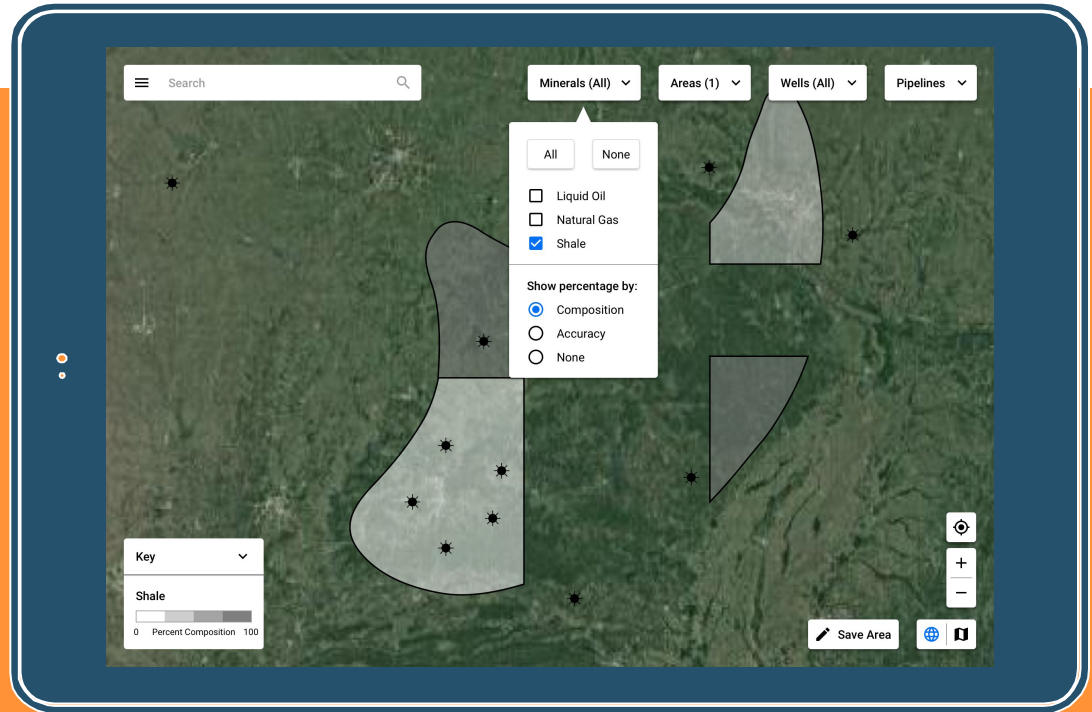 Search
Minerals (All)
Areas (1)
Wells (All)
Pipelines
All
None
Liquid Oil
Natural Gas
Shale
Show percentage by:
Composition
Accuracy
None
Key
Shale
0 Percent Composition 100
Save Area